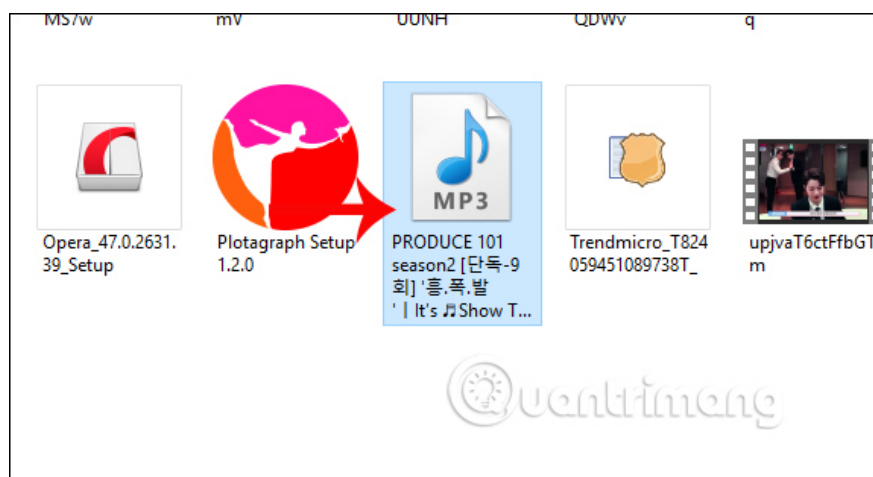 MS7w mV UUNH QDWv q
MP3
Opera_47.0.2631. Plotagraph Setup PRODUCE 101 Trendmicro_T824 upjvaT6ctFfbGT
39_Setup 1.2.0 season2 [단독-9 059451089738T_ m
회] '흥.폭.발
' | It's ♬Show T...
Quantrimang